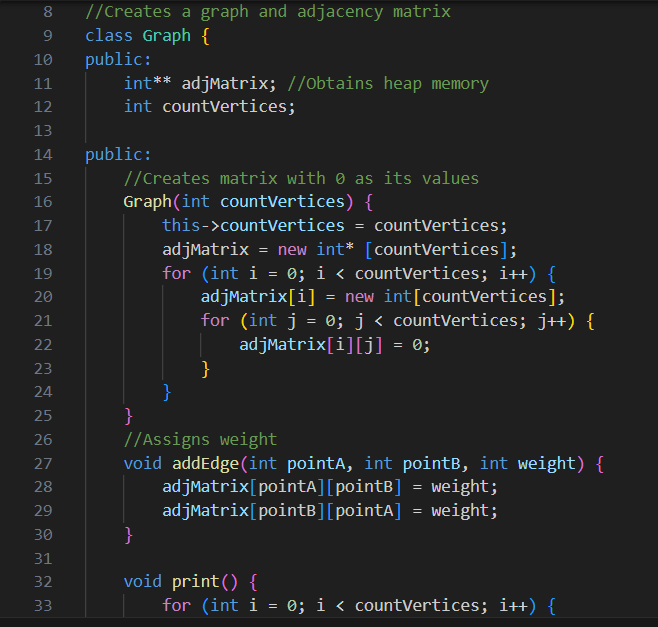 8 //Creates a graph and adjacency matrix
9 class Graph {
10 public:
11     int** adjMatrix; //Obtains heap memory
12     int countVertices;
13
14 public:
15     //Creates matrix with 0 as its values
16     Graph(int countVertices) {
17         this->countVertices = countVertices;
18         adjMatrix = new int* [countVertices];
19         for (int i = 0; i < countVertices; i++) {
20             adjMatrix[i] = new int[countVertices];
21             for (int j = 0; j < countVertices; j++) {
22                 adjMatrix[i][j] = 0;
23             }
24         }
25     }
26     //Assigns weight
27     void addEdge(int pointA, int pointB, int weight) {
28         adjMatrix[pointA][pointB] = weight;
29         adjMatrix[pointB][pointA] = weight;
30     }
31
32     void print() {
33         for (int i = 0; i < countVertices; i++) {